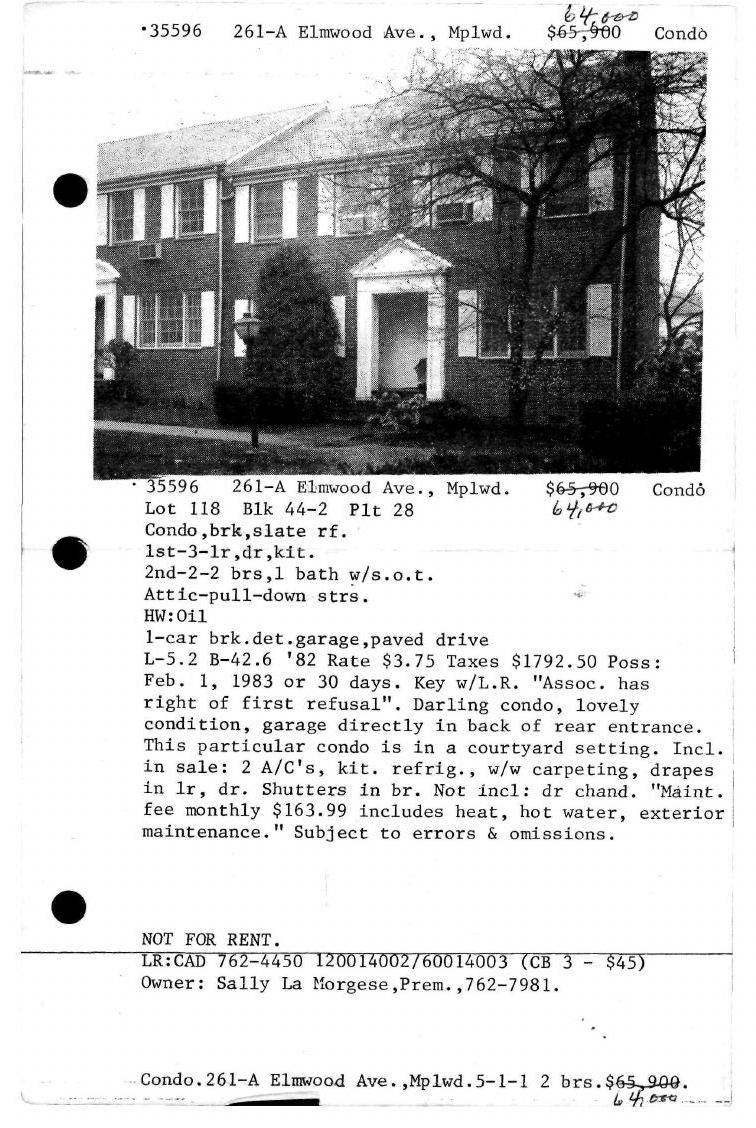 64,000
·35596 261-A Elmwood Ave., Mplwd. $65,900 Condo
·35596 261-A Elmwood Ave., Mplwd. $65,900 Condo
Lot 118 Blk 44-2 Plt 28 64,000
Condo,brk,slate rf.
1st-3-lr,dr,kit.
2nd-2-2 brs,1 bath w/s.o.t.
Attic-pull-down strs.
HW:Oil
1-car brk.det.garage,paved drive
L-5.2 B-42.6 '82 Rate $3.75 Taxes $1792.50 Poss:
Feb. 1, 1983 or 30 days. Key w/L.R. "Assoc. has
right of first refusal". Darling condo, lovely
condition, garage directly in back of rear entrance.
This particular condo is in a courtyard setting. Incl.
in sale: 2 A/C's, kit. refrig., w/w carpeting, drapes
in lr, dr. Shutters in br. Not incl: dr chand. "Maint.
fee monthly $163.99 includes heat, hot water, exterior
maintenance." Subject to errors & omissions.
NOT FOR RENT.
LR:CAD 762-4450 120014002/60014003 (CB 3 - $45)
Owner: Sally La Morgese,Prem.,762-7981.
Condo.261-A Elmwood Ave.,Mplwd.5-1-1 2 brs.$65,900.
64,000